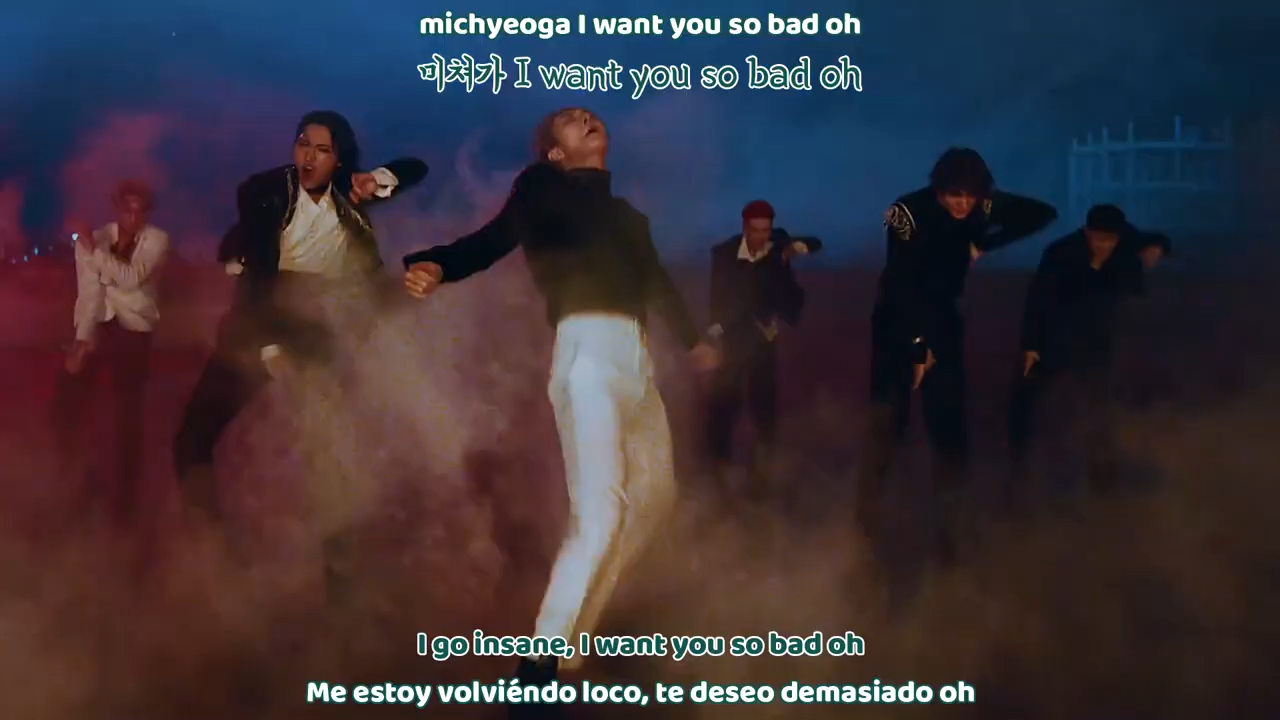 michyeoga I want you so bad oh
미쳐가 I want you so bad oh
I go insane, I want you so bad oh
Me estoy volviéndo loco, te deseo demasiado oh